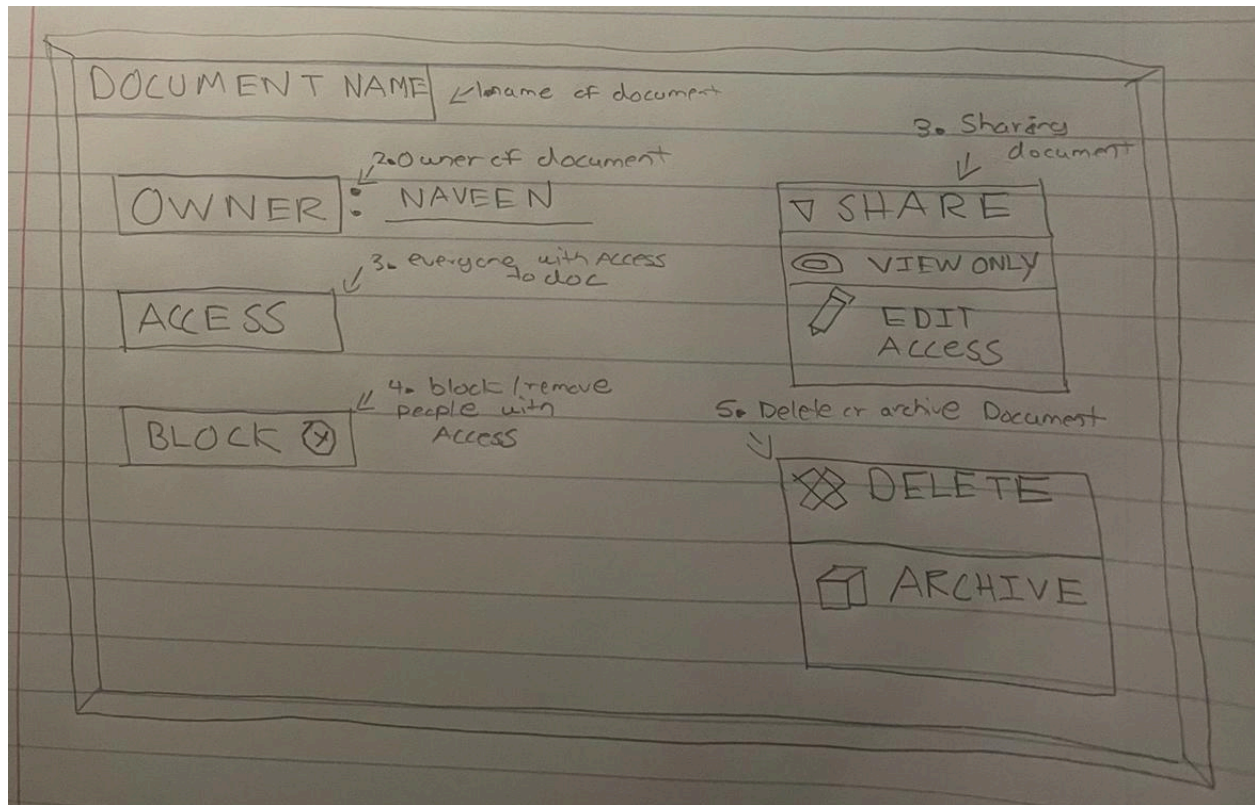 DOCUMENT NAME
1. name of document
2. Owner of document
OWNER : NAVEEN
3. everyone with Access
to doc
ACCESS
4. block / remove
people with
Access
BLOCK
3. Sharing
document
SHARE
VIEW ONLY
EDIT
Access
5. Delete or archive Document
DELETE
ARCHIVE